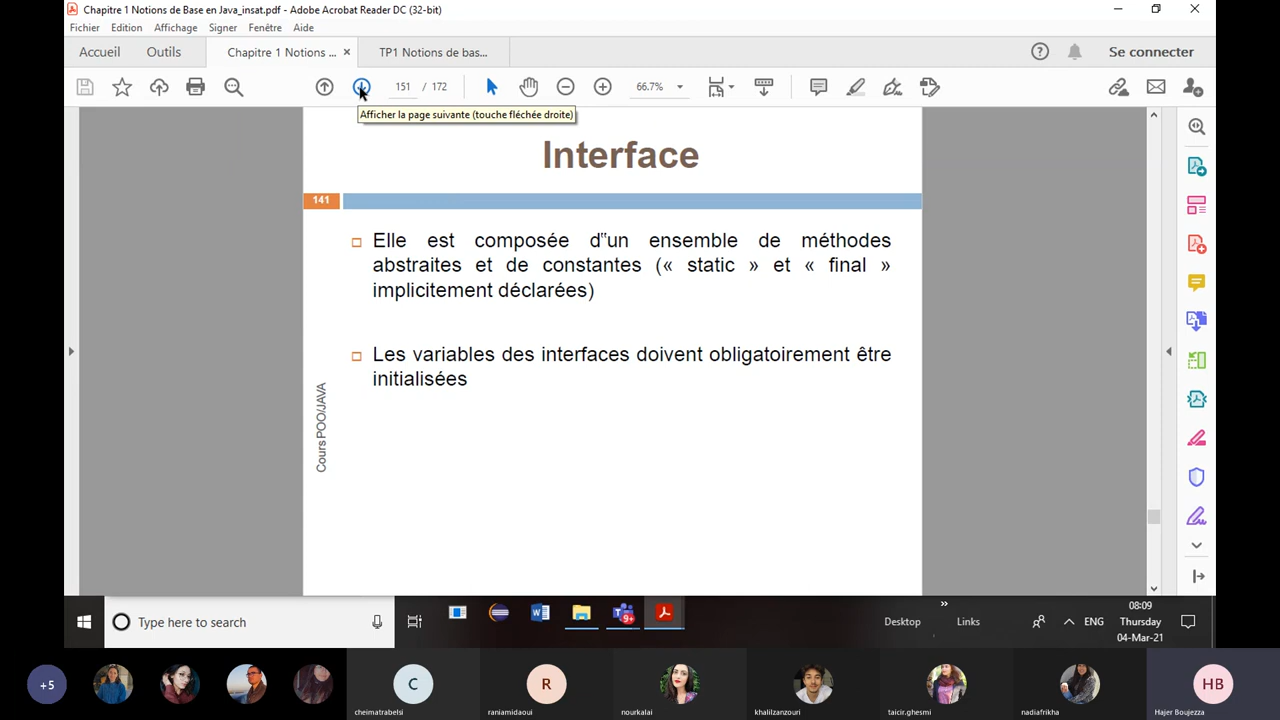 Chapitre 1 Notions de Base en Java_insat.pdf - Adobe Acrobat Reader DC (32-bit)
Fichier Edition Affichage Signer Fenêtre Aide
Accueil Outils Chapitre 1 Notions ... × TP1 Notions de bas... Se connecter
151 / 172 66.7%
Afficher la page suivante (touche fléchée droite)
Interface
141
Elle est composée d‟un ensemble de méthodes
abstraites et de constantes (« static » et « final »
implicitement déclarées)
Les variables des interfaces doivent obligatoirement être
initialisées
Cours POO/JAVA
Type here to search
9+
Desktop
Links
ENG
08:09
Thursday
04-Mar-21
+5
C
R
HB
cheimatrabelsi
raniamidaoui
nourkalai
khalilzanzouri
taicir.ghesmi
nadiafrikha
Hajer Boujezza